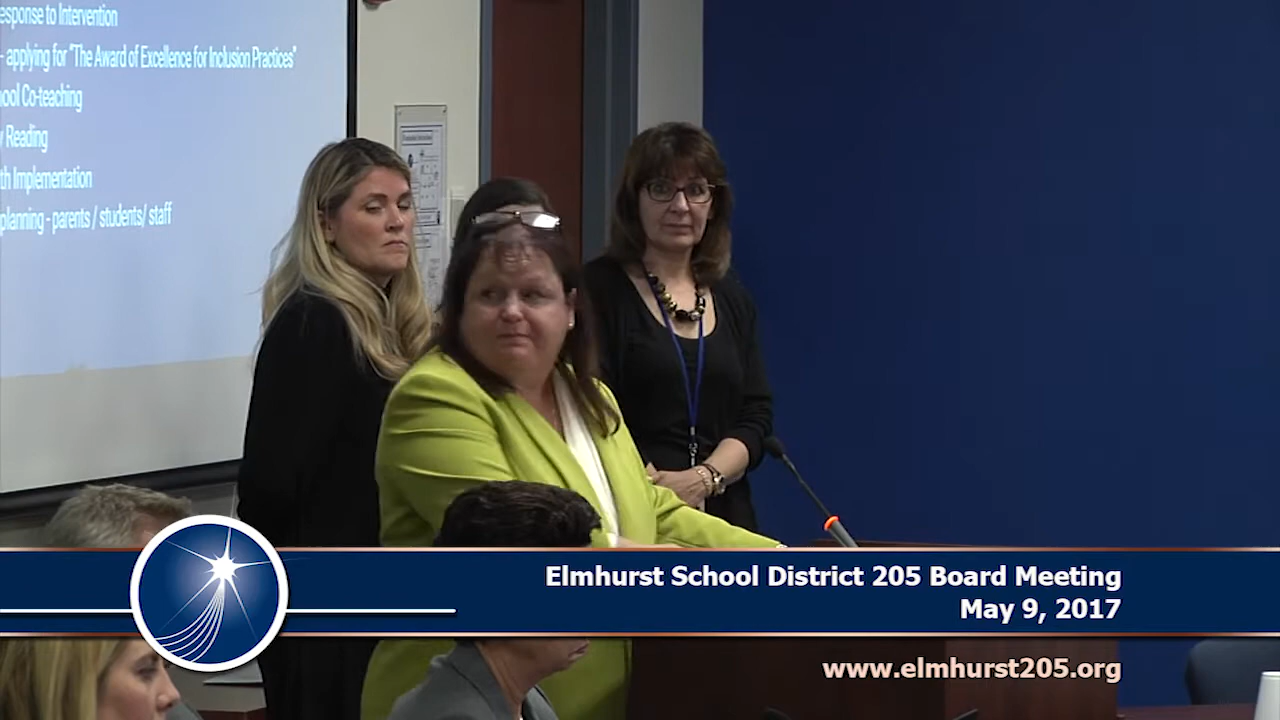 esponse to Intervention
- applying for "The Award of Excellence for Inclusion Practices"
ool Co-teaching
y Reading
th Implementation
planning - parents / students/ staff
Elmhurst School District 205 Board Meeting
May 9, 2017
www.elmhurst205.org